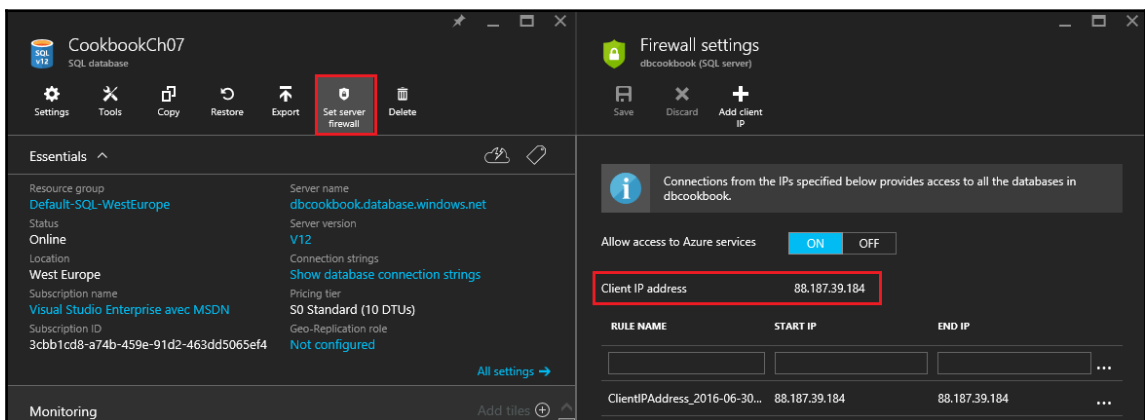 CookbookCh07
SQL database
SQL
v12
Settings
Tools
Copy
Restore
Export
Set server
firewall
Delete
Essentials
Resource group
Default-SQL-WestEurope
Status
Online
Location
West Europe
Subscription name
Visual Studio Enterprise avec MSDN
Subscription ID
3cbb1cd8-a74b-459e-91d2-463dd5065ef4
Server name
dbcookbook.database.windows.net
Server version
V12
Connection strings
Show database connection strings
Pricing tier
S0 Standard (10 DTUs)
Geo-Replication role
Not configured
All settings →
Monitoring
Add tiles
Firewall settings
dbcookbook (SQL server)
Save
Discard
Add client
IP
Connections from the IPs specified below provides access to all the databases in
dbcookbook.
Allow access to Azure services ON OFF
Client IP address 88.187.39.184
RULE NAME START IP END IP
...
ClientIPAddress_2016-06-30... 88.187.39.184 88.187.39.184 ...